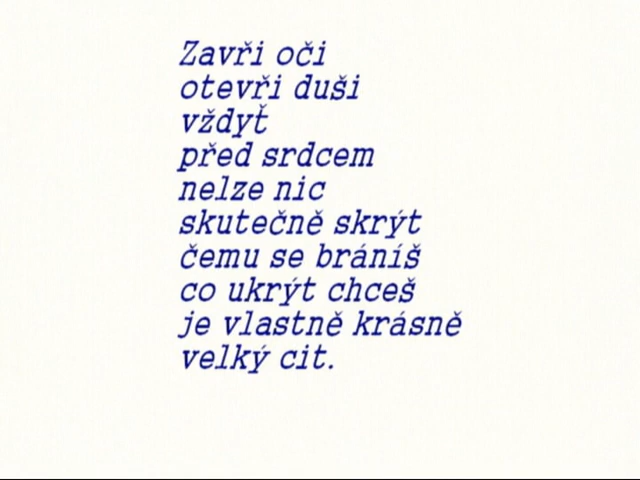 Zavři oči
otevři duši
vždyť
před srdcem
nelze nic
skutečně skrýt
čemu se bráníš
co ukrýt chceš
je vlastně krásně
velký cit.